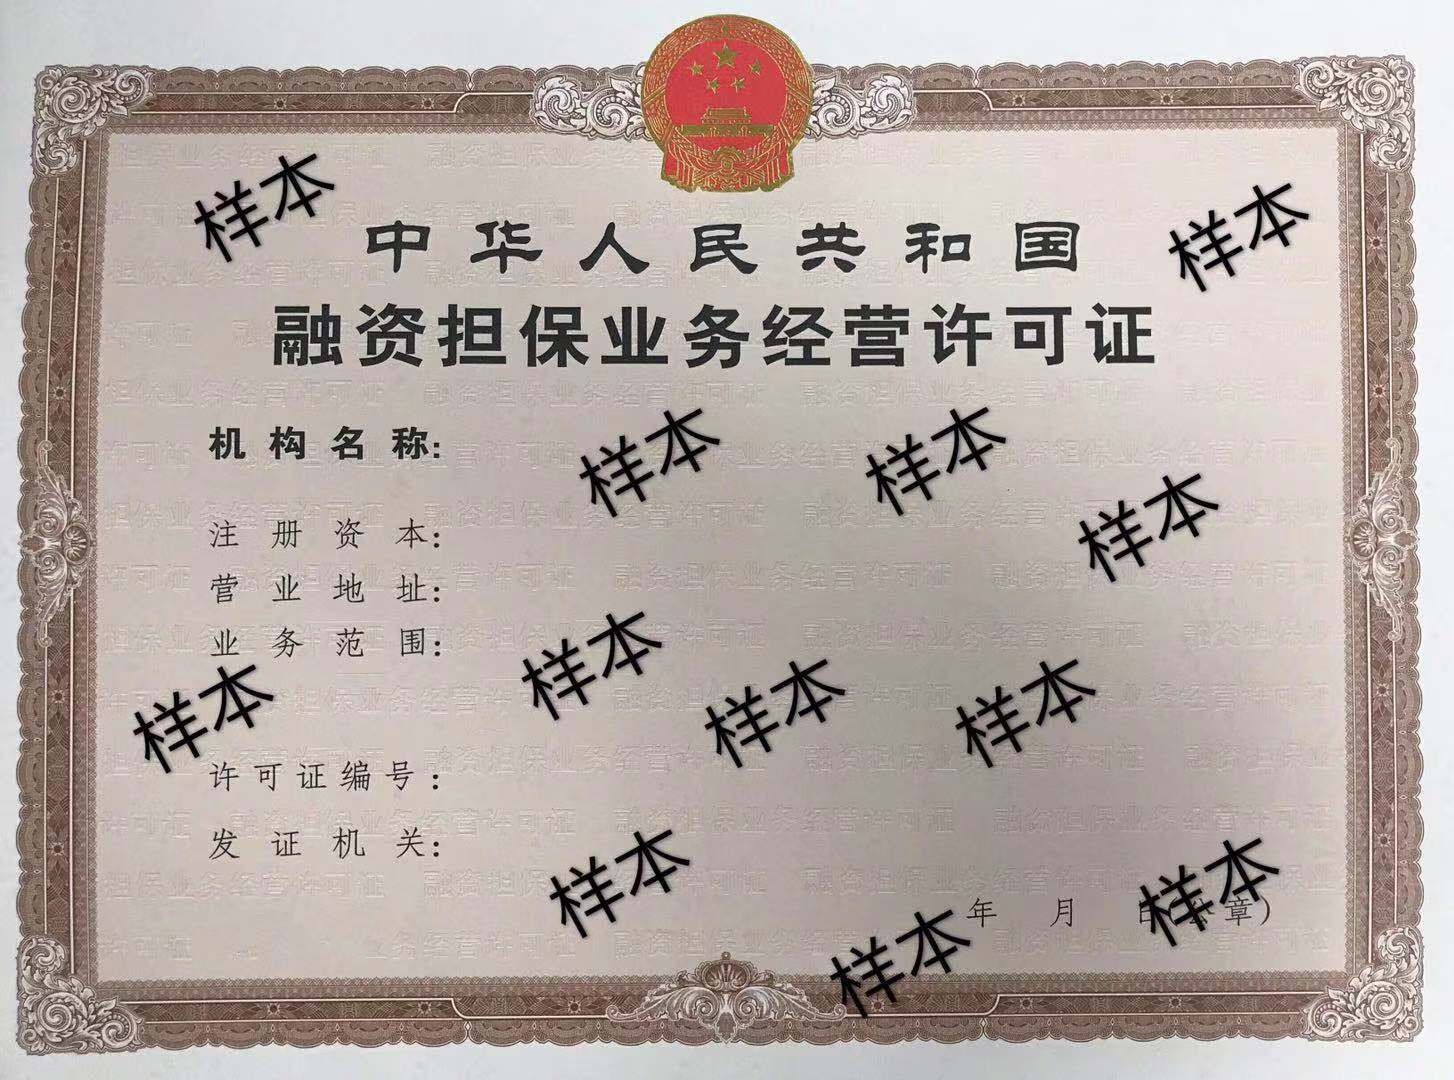 中华人民共和国
融资担保业务经营许可证
机构名称:
注册资本:
营业地址:
业务范围:
许可证编号:
发证机关:
年 月 日(公章)
样本
样本
样本
样本
样本
样本
样本
样本
样本
样本
样本
样本